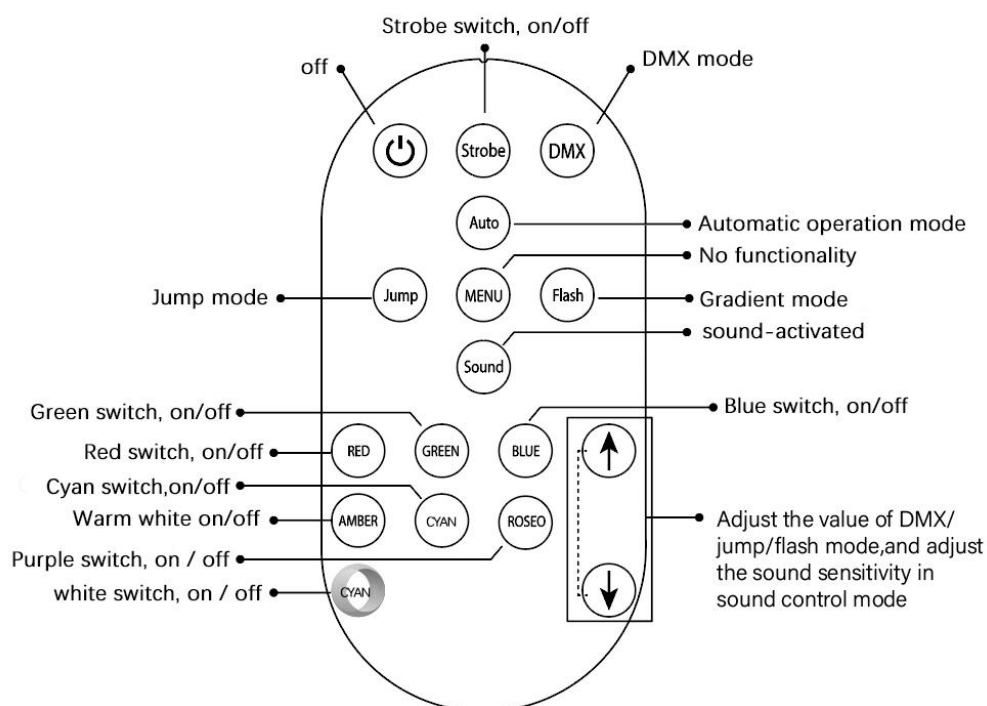 Strobe switch, on/off
off
DMX mode
Strobe
DMX
Auto
Automatic operation mode
No functionality
Jump mode
Jump
MENU
Flash
Gradient mode
sound-activated
Sound
Green switch, on/off
Blue switch, on/off
Red switch, on/off
RED
GREEN
BLUE
Cyan switch,on/off
Warm white on/off
AMBER
CYAN
ROSEO
Adjust the value of DMX/
jump/flash mode,and adjust
the sound sensitivity in
sound control mode
Purple switch, on / off
white switch, on / off
CYAN